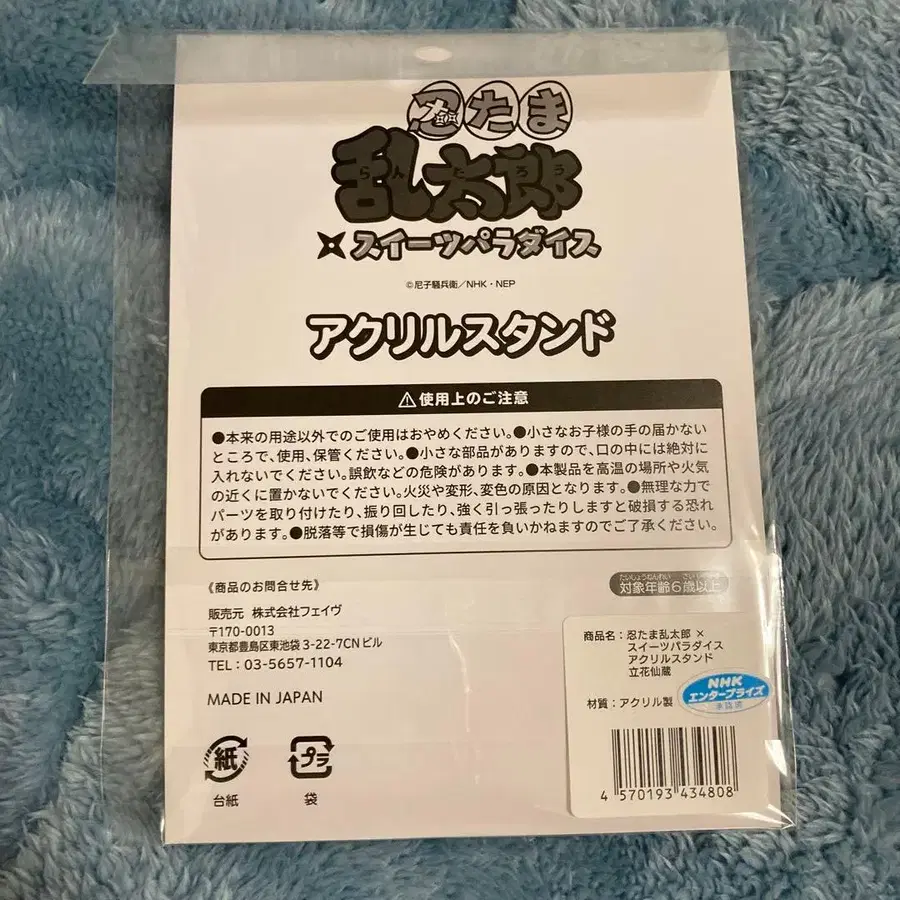 忍たま
乱太郎
らんたろう
スイーツパラダイス
©尼子騒兵衛／NHK・NEP
アクリルスタンド
⚠使用上のご注意
●本来の用途以外でのご使用はおやめください。●小さなお子様の手の届かない
ところで、使用、保管ください。●小さな部品がありますので、口の中には絶対に
入れないでください。誤飲などの危険があります。●本製品を高温の場所や火気
の近くに置かないでください。火災や変形、変色の原因となります。●無理な力で
パーツを取り付けたり、振り回したり、強く引っ張ったりしますと破損する恐れ
があります。●脱落等で損傷が生じても責任を負いかねますのでご了承ください。
《商品のお問合せ先》
販売元 株式会社フェイヴ
〒170-0013
東京都豊島区東池袋3-22-7CNビル
TEL：03-5657-1104
MADE IN JAPAN
紙
台紙
プラ
袋
たいしょうねんれい さい
対象年齢6歳以上
商品名：忍たま乱太郎 ×
スイーツパラダイス
アクリルスタンド
立花仙蔵
材質：アクリル製
NHK
エンタープライズ
承認済
4 570193 434808